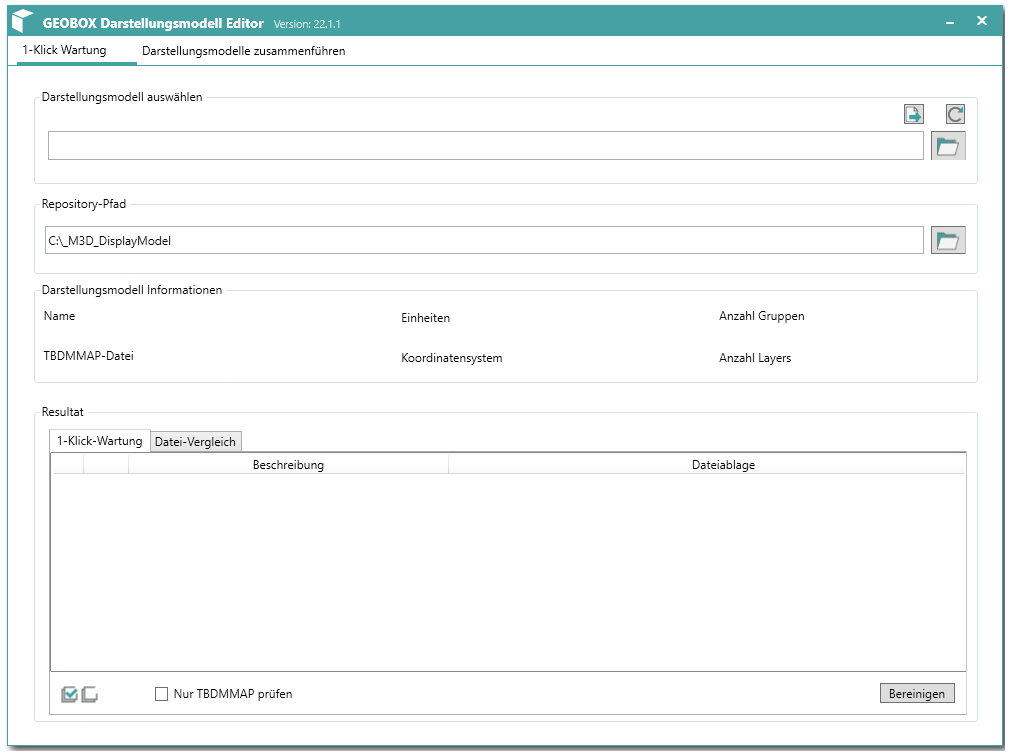 GEOBOX Darstellungsmodell Editor Version: 22.1.1
1-Klick Wartung Darstellungsmodelle zusammenführen
Darstellungsmodell auswählen
Repository-Pfad
C:\_M3D_DisplayModel
Darstellungsmodell Informationen
Name Einheiten Anzahl Gruppen
TBDMMAP-Datei Koordinatensystem Anzahl Layers
Resultat
1-Klick-Wartung Datei-Vergleich
Beschreibung Dateiablage
Nur TBDMMAP prüfen Bereinigen